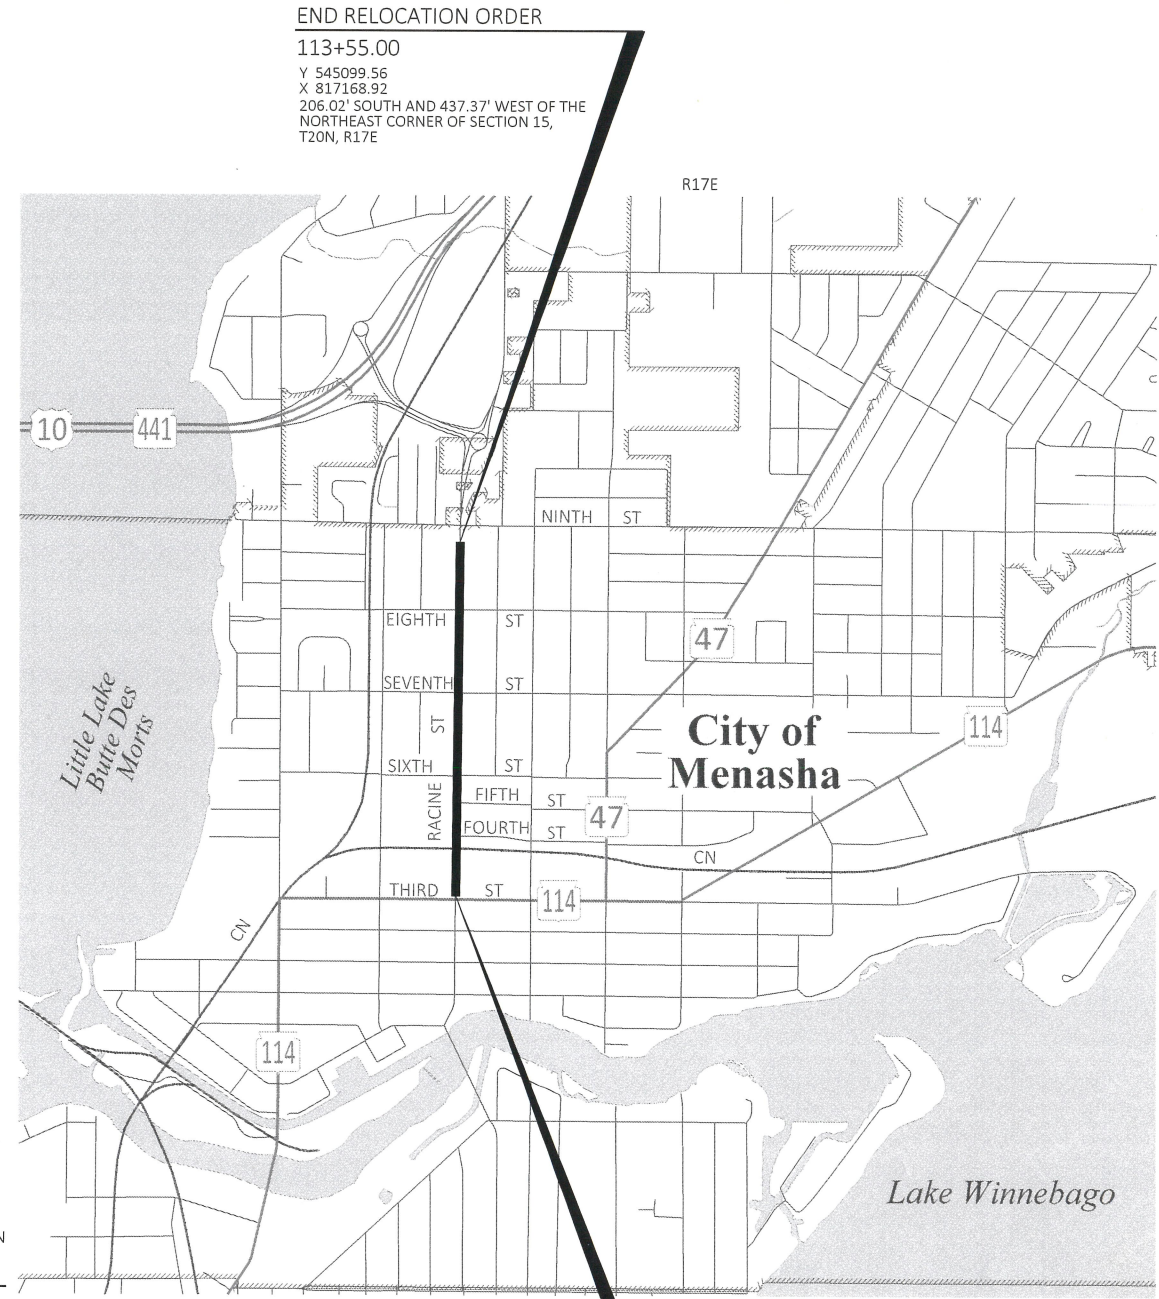 END RELOCATION ORDER
113+55.00
Y 545099.56
X 817168.92
206.02' SOUTH AND 437.37' WEST OF THE
NORTHEAST CORNER OF SECTION 15,
T20N, R17E
R17E
10
441
NINTH ST
EIGHTH ST
47
SEVENTH ST
Little Lake
Butte Des
Morts
ST
City of
Menasha
114
SIXTH ST
RACINE
FIFTH ST
47
FOURTH ST
CN
THIRD ST
114
CN
114
Lake Winnebago
N